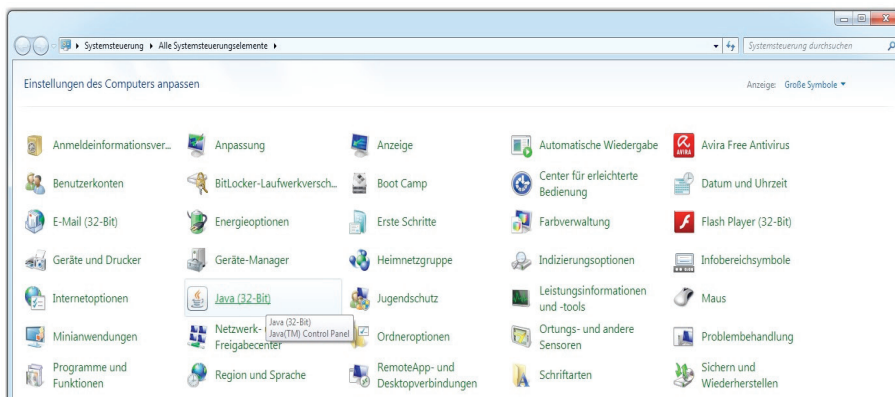 Systemsteuerung Alle Systemsteuerungselemente Systemsteuerung durchsuchen
Einstellungen des Computers anpassen Anzeige: Große Symbole
Anmeldeinformationsver... Anpassung Anzeige Automatische Wiedergabe Avira Free Antivirus
AVIRA
Benutzerkonten BitLocker-Laufwerkversch... Boot Camp Center für erleichterte Bedienung Datum und Uhrzeit
E-Mail (32-Bit) Energieoptionen Erste Schritte Farbverwaltung Flash Player (32-Bit)
Geräte und Drucker Geräte-Manager Heimnetzgruppe Indizierungsoptionen Infobereichsymbole
Internetoptionen Java (32-Bit) Jugendschutz Leistungsinformationen und -tools Maus
Java (32-Bit)
Java(TM) Control Panel
Minianwendungen Netzwerk- Freigabecenter Ordneroptionen Ortungs- und andere Sensoren Problembehandlung
Programme und Funktionen Region und Sprache RemoteApp- und Desktopverbindungen Schriftarten Sichern und Wiederherstellen